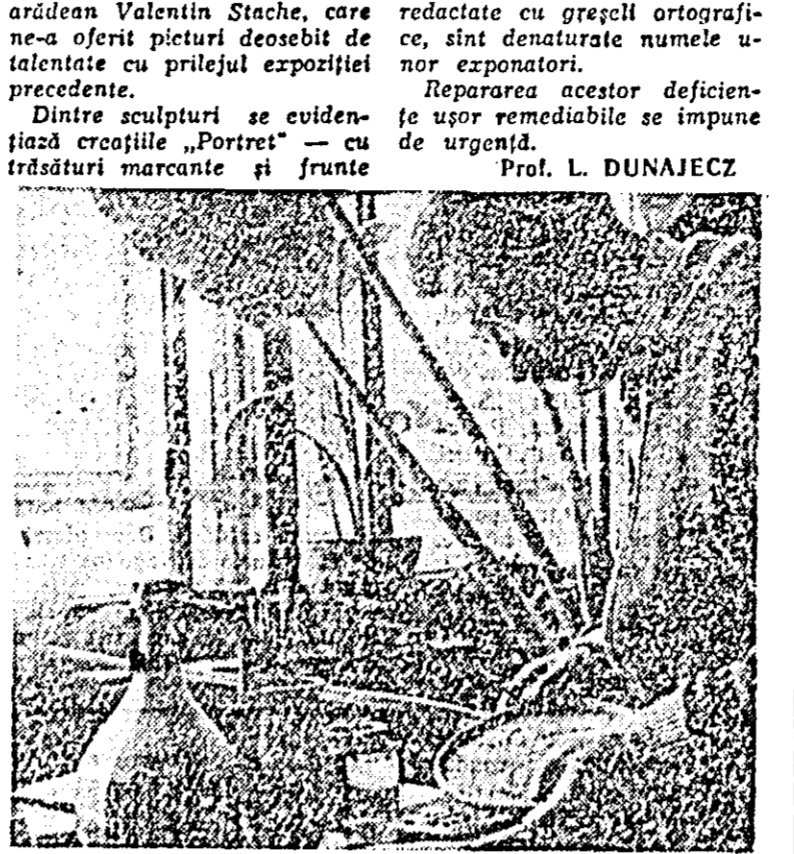 arădean Valentin Stache, care
ne-a oferit picturi deosebit de
talentate cu prilejul expoziției
precedente.
Dintre sculpturi se eviden-
țiază creațiile „Portret" — cu
trăsături marcante și frunte
redactate cu greșeli ortografi-
ce, sînt denaturate numele u-
nor exponatori.
Repararea acestor deficien-
țe ușor remediabile se impune
de urgență.
Prof. L. DUNAJECZ